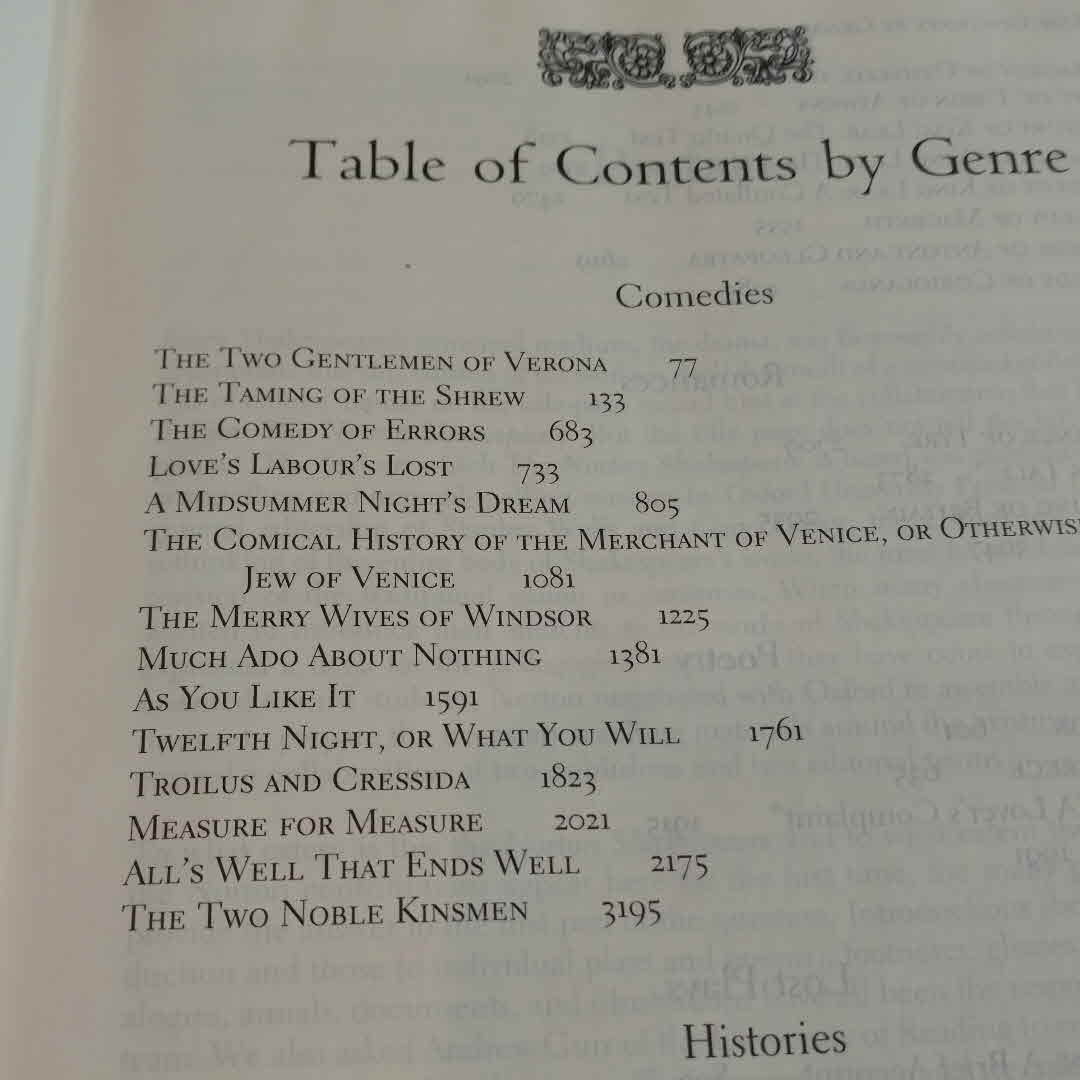 Table of Contents by Genre
Comedies
The Two Gentlemen of Verona 77
The Taming of the Shrew 133
The Comedy of Errors 683
Love's Labour's Lost 733
A Midsummer Night's Dream 805
The Comical History of the Merchant of Venice, or Otherwis
Jew of Venice 1081
The Merry Wives of Windsor 1225
Much Ado About Nothing 1381
As You Like It 1591
Twelfth Night, or What You Will 1761
Troilus and Cressida 1823
Measure for Measure 2021
All's Well That Ends Well 2175
The Two Noble Kinsmen 3195
Histories